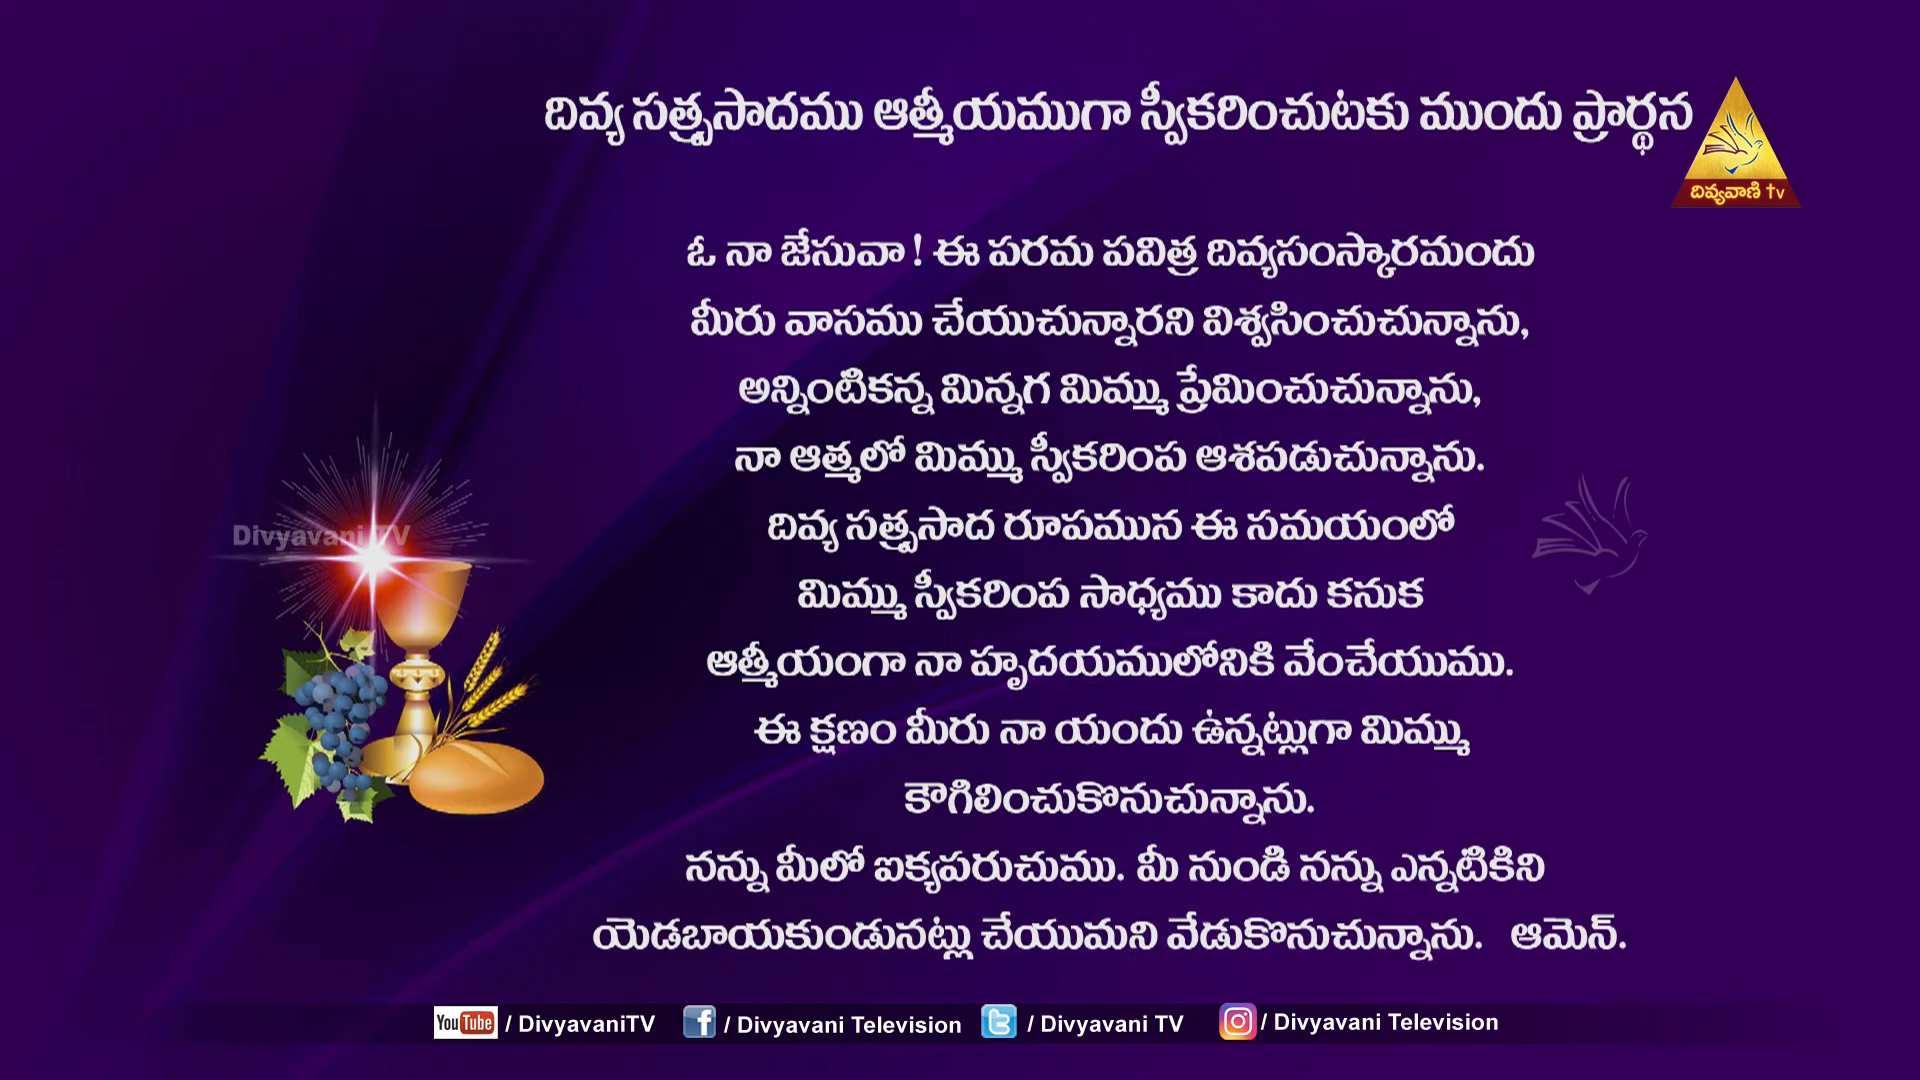 దివ్య సత్ప్రసాదము ఆత్మీయముగా స్వీకరించుటకు ముందు ప్రార్థన
దివ్యవాణి tv
ఓ నా జేసువా ! ఈ పరమ పవిత్ర దివ్యసంస్కారమందు
మీరు వాసము చేయుచున్నారని విశ్వసించుచున్నాను,
అన్నింటికన్న మిన్నగ మిమ్ము ప్రేమించుచున్నాను,
నా ఆత్మలో మిమ్ము స్వీకరింప ఆశపడుచున్నాను.
దివ్య సత్ప్రసాద రూపమున ఈ సమయంలో
Divyavani TV
మిమ్ము స్వీకరింప సాధ్యము కాదు కనుక
ఆత్మీయంగా నా హృదయములోనికి వేంచేయుము.
ఈ క్షణం మీరు నా యందు ఉన్నట్లుగా మిమ్ము
కౌగిలించుకొనుచున్నాను.
నన్ను మీలో ఐక్యపరుచుము. మీ నుండి నన్ను ఎన్నటికిని
యెడబాయకుండునట్లు చేయుమని వేడుకొనుచున్నాను. ఆమెన్.
YouTube / DivyavaniTV f / Divyavani Television / Divyavani TV / Divyavani Television